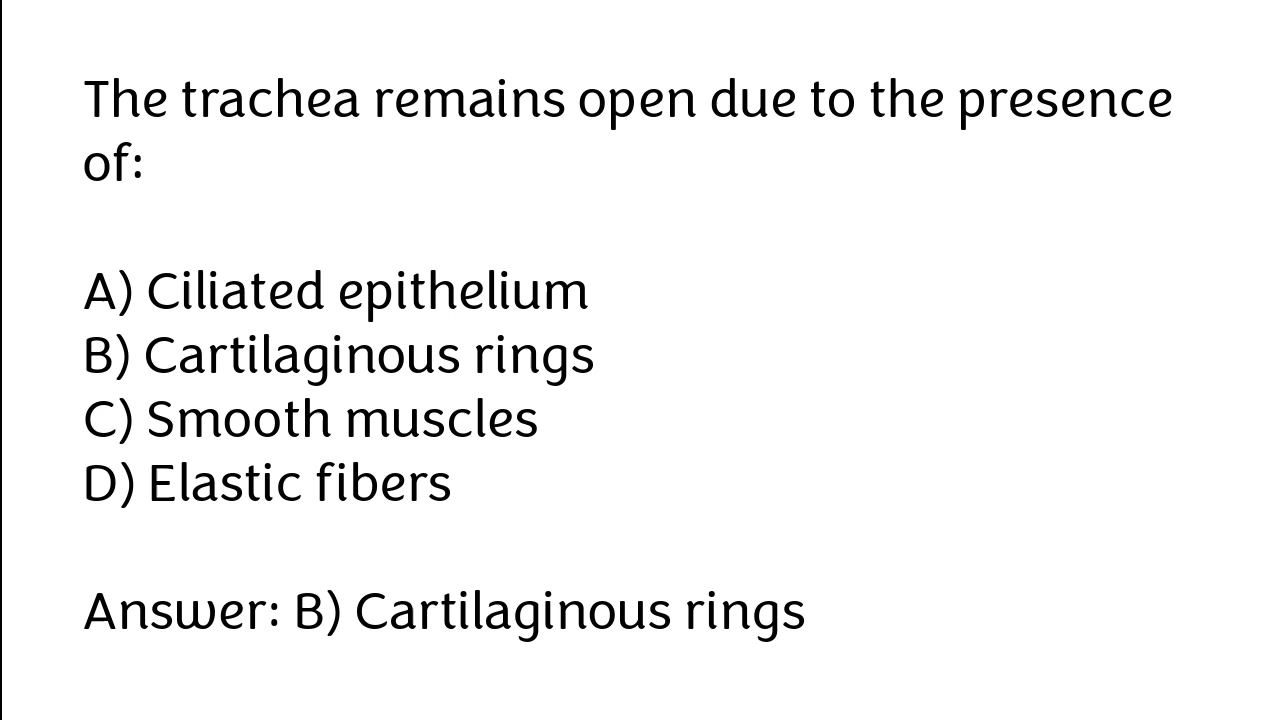 The trachea remains open due to the presence
of:
A) Ciliated epithelium
B) Cartilaginous rings
C) Smooth muscles
D) Elastic fibers
Answer: B) Cartilaginous rings